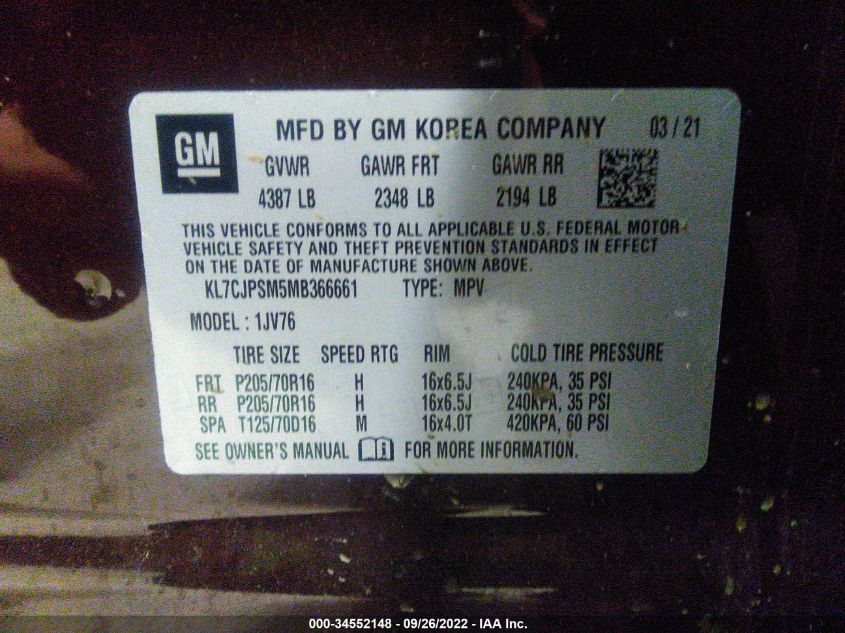 GM
MFD BY GM KOREA COMPANY 03/21
GVWR GAWR FRT GAWR RR
4387 LB 2348 LB 2194 LB
THIS VEHICLE CONFORMS TO ALL APPLICABLE U.S. FEDERAL MOTOR
VEHICLE SAFETY AND THEFT PREVENTION STANDARDS IN EFFECT
ON THE DATE OF MANUFACTURE SHOWN ABOVE.
KL7CJPSM5MB366661 TYPE: MPV
MODEL : 1JV76
TIRE SIZE SPEED RTG RIM COLD TIRE PRESSURE
FRT P205/70R16 H 16x6.5J 240KPA, 35 PSI
RR P205/70R16 H 16x6.5J 240KPA, 35 PSI
SPA T125/70D16 M 16x4.0T 420KPA, 60 PSI
SEE OWNER'S MANUAL i FOR MORE INFORMATION.
000-34552148 - 09/26/2022 - IAA Inc.